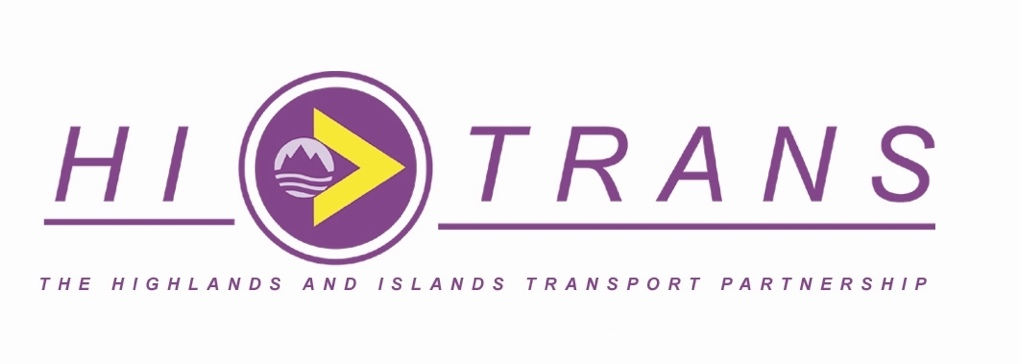 HI TRANS
THE HIGHLANDS AND ISLANDS TRANSPORT PARTNERSHIP